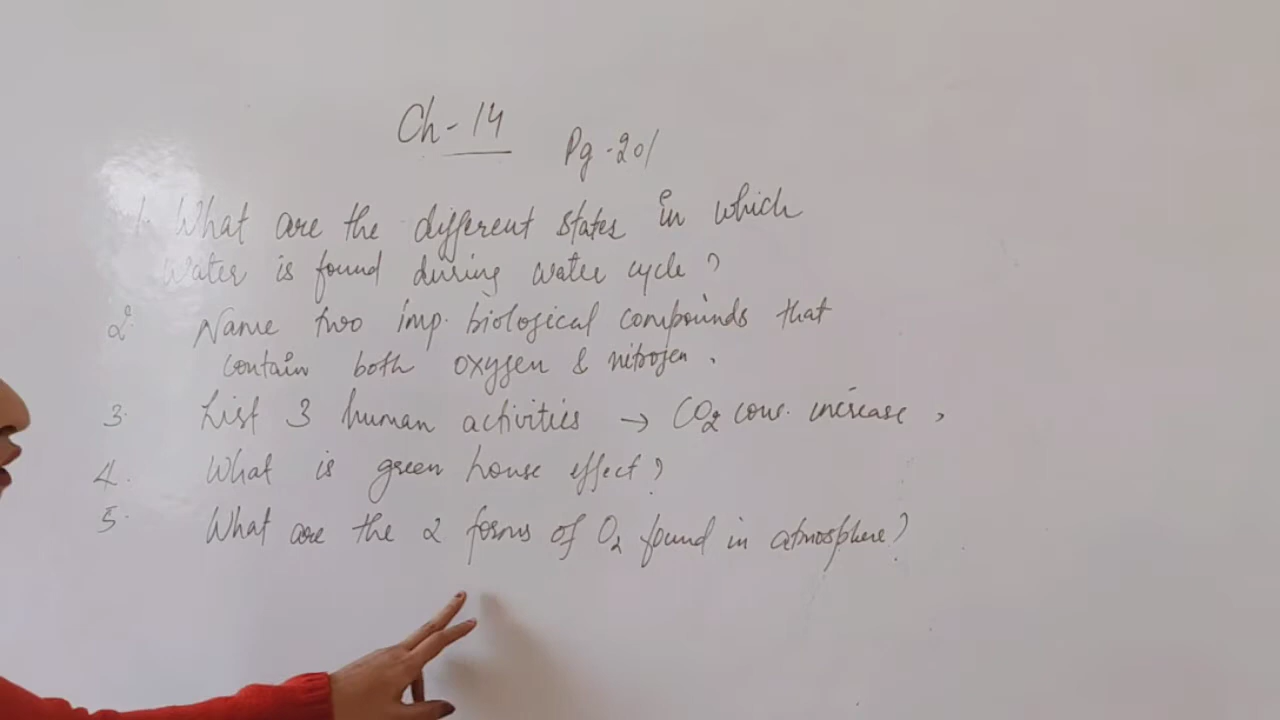 Ch-14
Pg-201
1. What are the different states in which
water is found during water cycle?
2. Name two imp. biological compounds that
contain both oxygen & nitrogen.
3. List 3 human activities → CO2 conc. increase,
4. What is green house effect?
5. What are the 2 forms of O2 found in atmosphere?